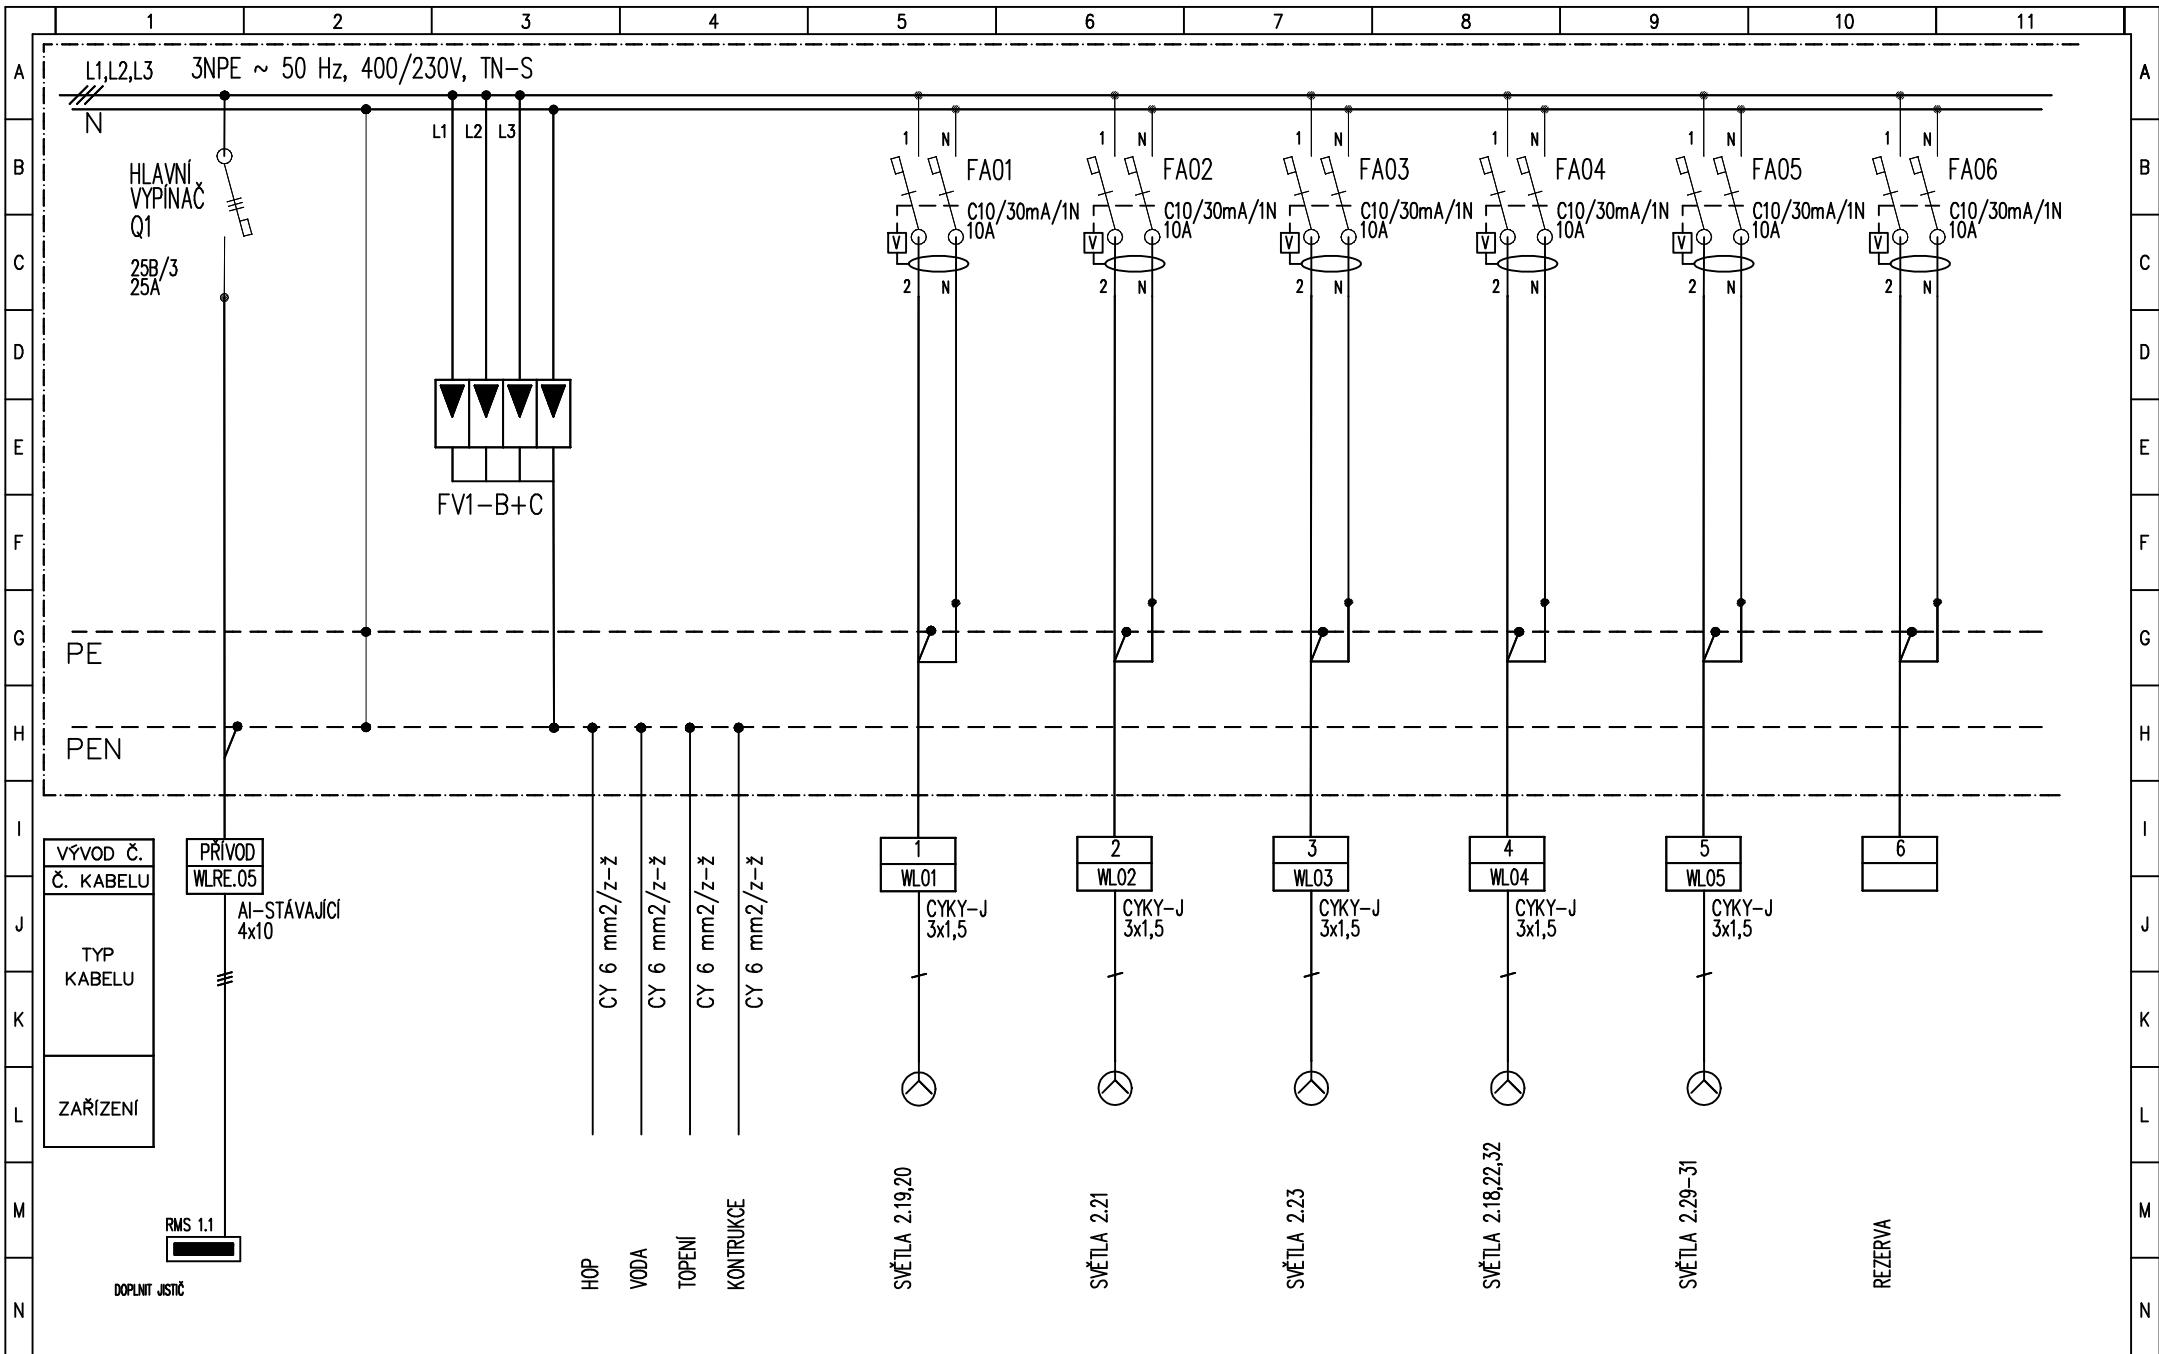 1 2 3 4 5 6 7 8 9 10 11
A A
L1,L2,L3 3NPE ~ 50 Hz, 400/230V, TN-S
N
L1 L2 L3
B B
HLAVNÍ
VYPÍNAČ
Q1
25B/3
25A
1 N
FA01
C10/30mA/1N
10A
V
2 N
1 N
FA02
C10/30mA/1N
10A
V
2 N
1 N
FA03
C10/30mA/1N
10A
V
2 N
1 N
FA04
C10/30mA/1N
10A
V
2 N
1 N
FA05
C10/30mA/1N
10A
V
2 N
1 N
FA06
C10/30mA/1N
10A
V
2 N
C C
D D
E E
FV1-B+C
F F
G G
PE
H H
PEN
I I
VÝVOD Č.
Č. KABELU
TYP
KABELU
ZAŘÍZENÍ
PŘÍVOD
WLRE.05
AI-STÁVAJÍCÍ
4x10
CY 6 mm2/z-ž
CY 6 mm2/z-ž
CY 6 mm2/z-ž
CY 6 mm2/z-ž
1
WL01
CYKY-J
3x1,5
2
WL02
CYKY-J
3x1,5
3
WL03
CYKY-J
3x1,5
4
WL04
CYKY-J
3x1,5
5
WL05
CYKY-J
3x1,5
6
J J
K K
L L
M M
RMS 1.1
DOPLNIT JISTIČ
HOP
VODA
TOPENÍ
KONTRUKCE
SVĚTLA 2.19,20
SVĚTLA 2.21
SVĚTLA 2.23
SVĚTLA 2.18,22,32
SVĚTLA 2.29-31
REZERVA
N N